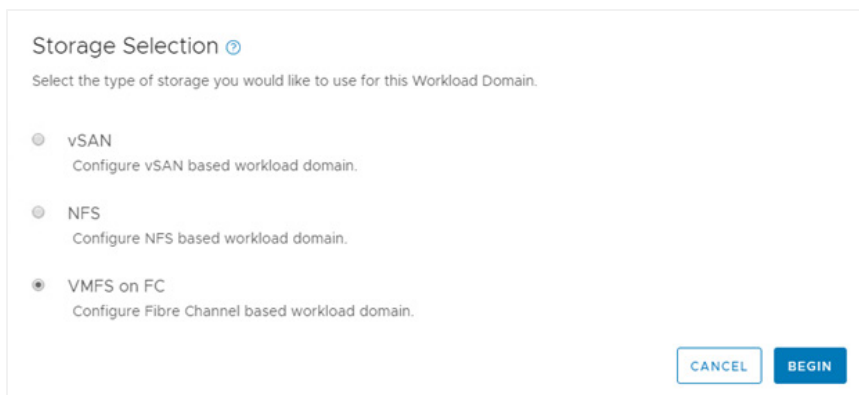 Storage Selection ?
Select the type of storage you would like to use for this Workload Domain.
vSAN
Configure vSAN based workload domain.
NFS
Configure NFS based workload domain.
VMFS on FC
Configure Fibre Channel based workload domain.
CANCEL BEGIN